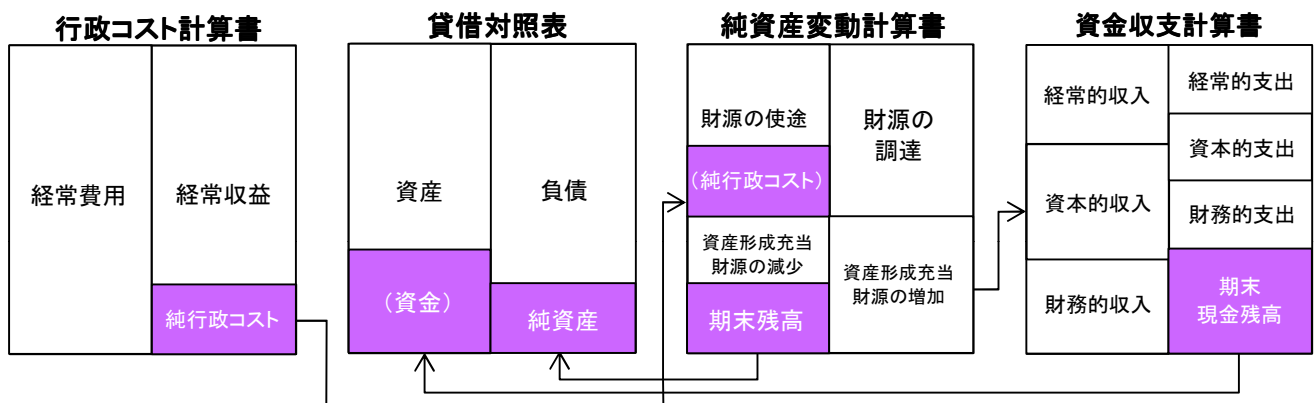 行政コスト計算書
経常費用
経常収益
純行政コスト
貸借対照表
資産
(資金)
負債
純資産
純資産変動計算書
財源の使途
(純行政コスト)
資産形成充当
財源の減少
期末残高
財源の
調達
資産形成充当
財源の増加
資金収支計算書
経常的収入
資本的収入
財務的収入
経常的支出
資本的支出
財務的支出
期末
現金残高